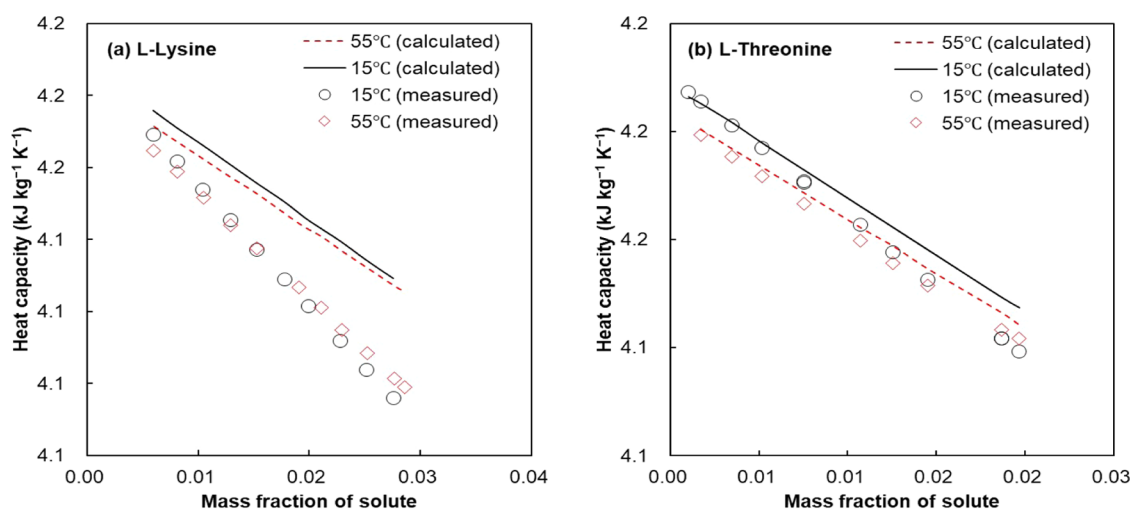 4.2
4.2
4.2
4.1
4.1
4.1
4.1
0.00
0.01
0.02
0.03
0.04
Heat capacity (kJ kg⁻¹ K⁻¹)
Mass fraction of solute
(a) L-Lysine
55℃ (calculated)
15℃ (calculated)
15℃ (measured)
55℃ (measured)
4.2
4.2
4.2
4.1
4.1
0.00
0.01
0.01
0.02
0.02
0.03
Heat capacity (kJ kg⁻¹ K⁻¹)
Mass fraction of solute
(b) L-Threonine
55℃ (calculated)
15℃ (calculated)
15℃ (measured)
55℃ (measured)